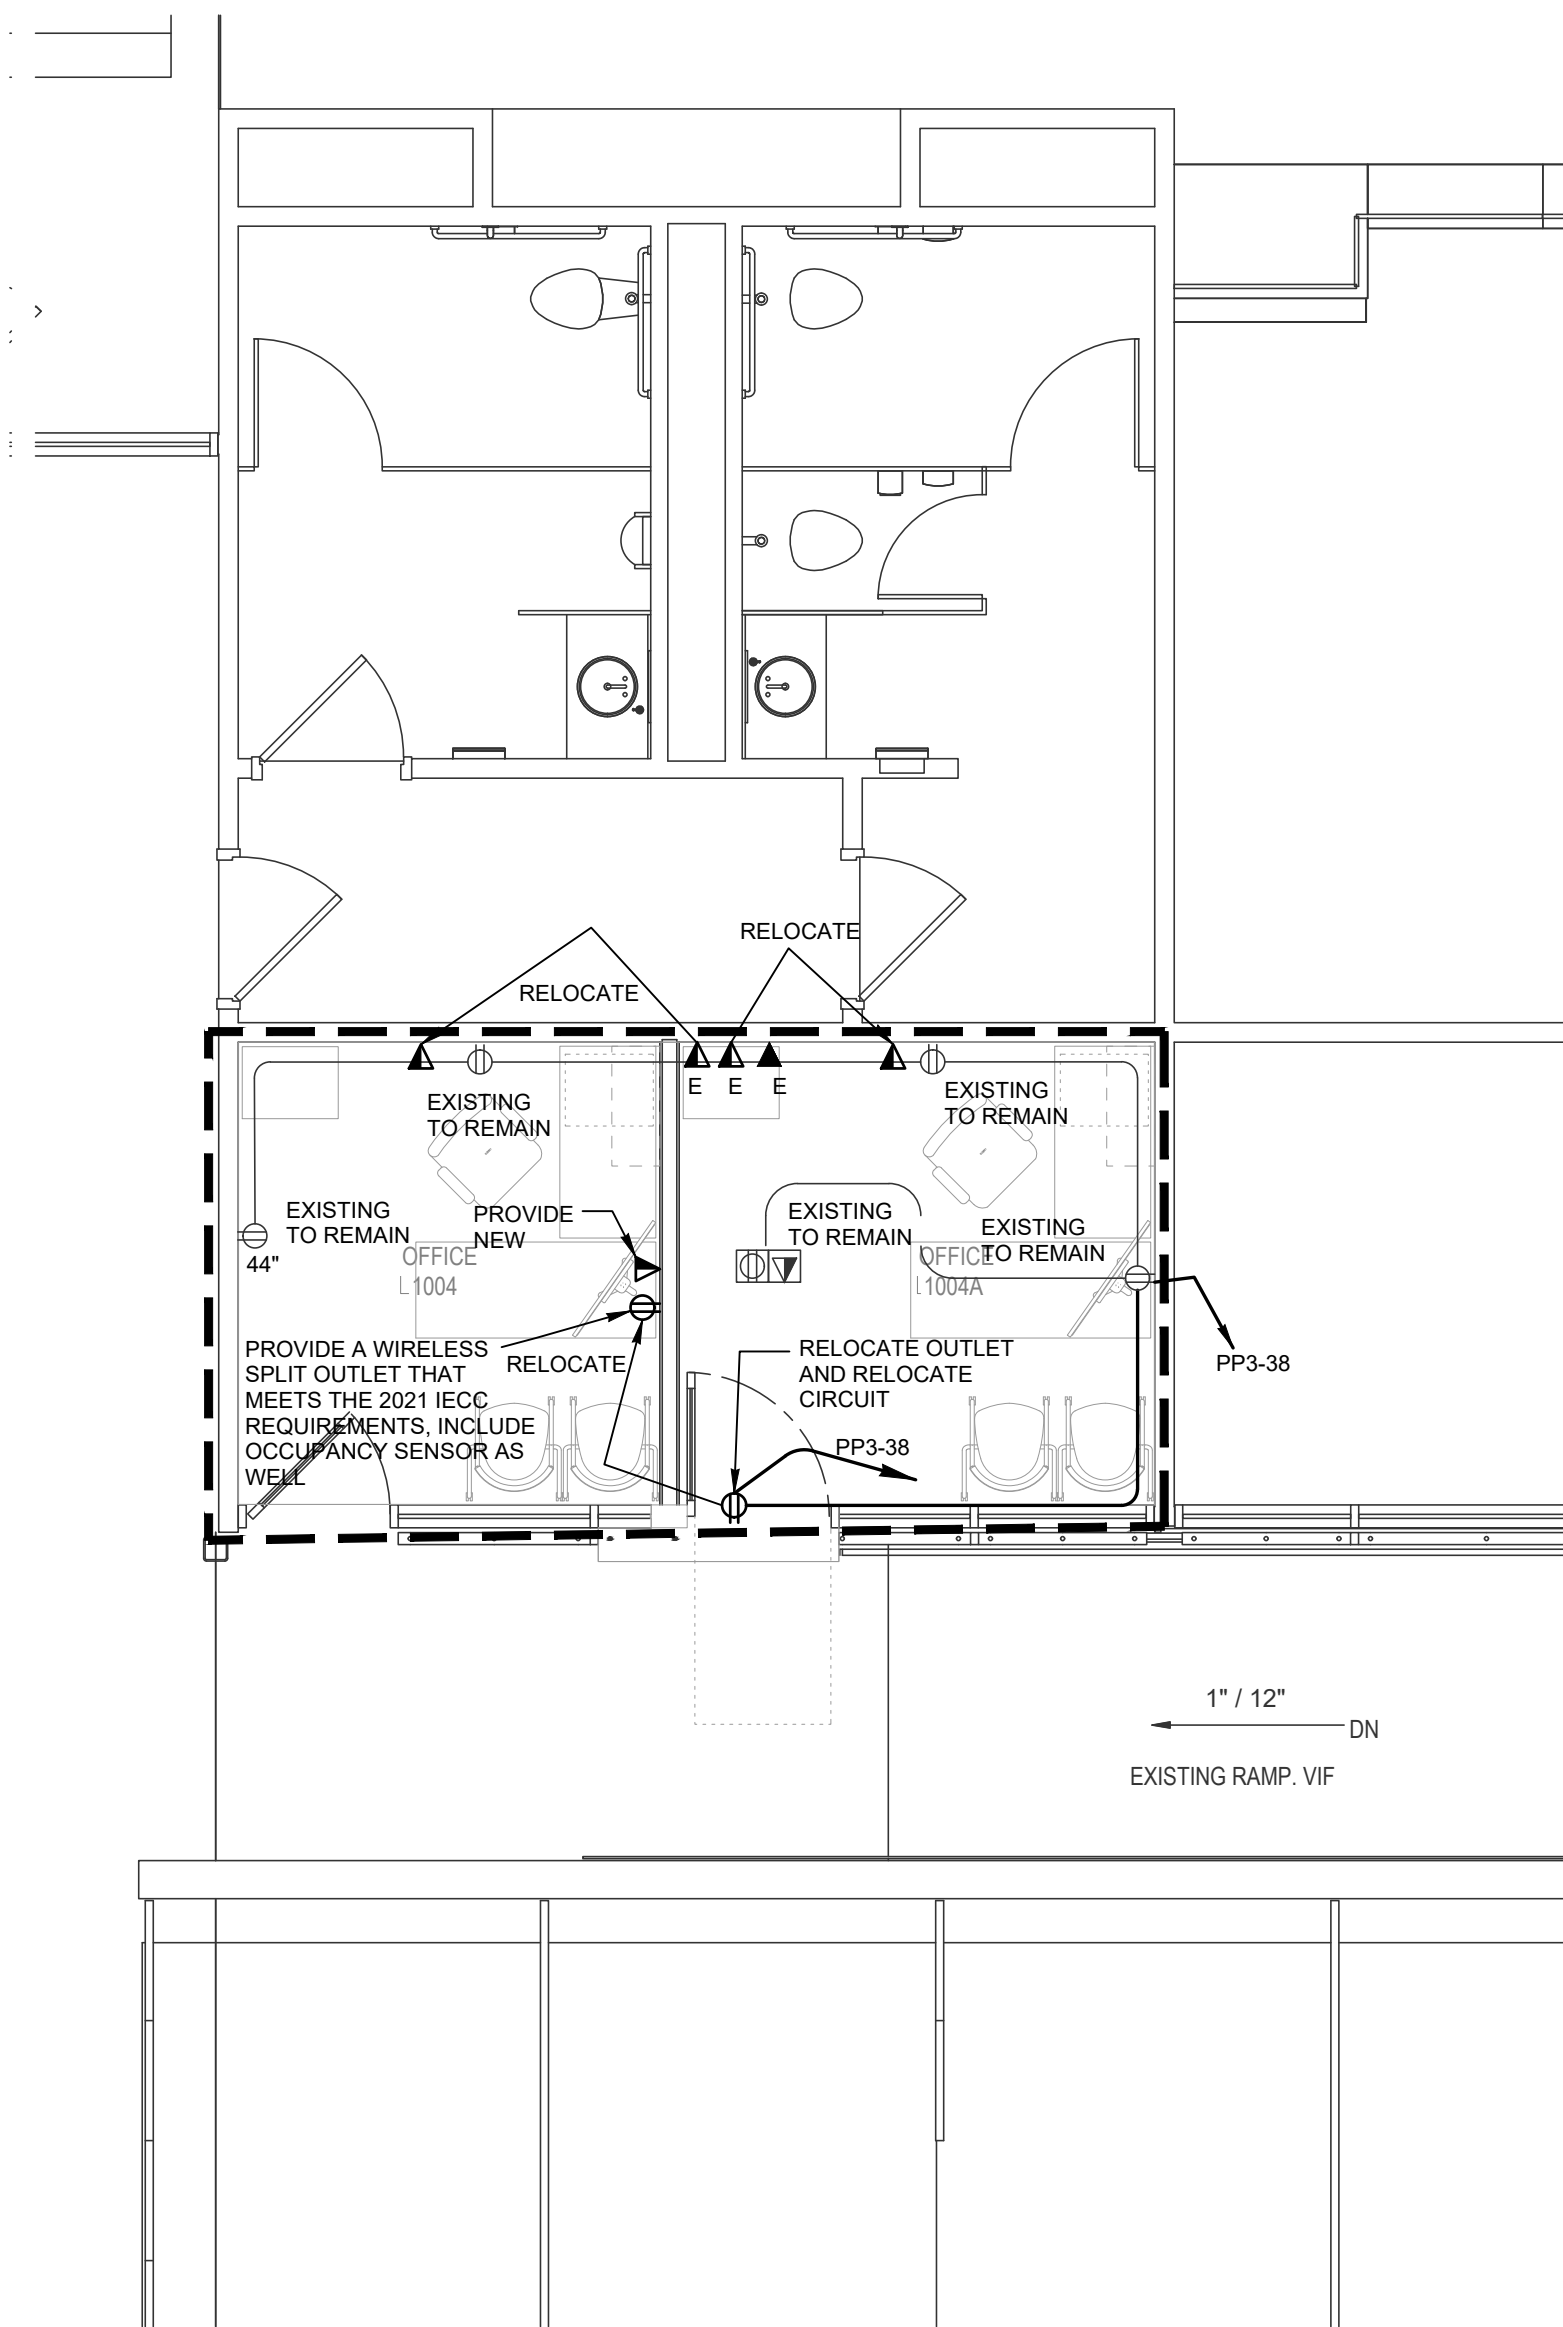 RELOCATE
RELOCATE
E
E
E
EXISTING
TO REMAIN
EXISTING
TO REMAIN
EXISTING
TO REMAIN
44"
PROVIDE
NEW
OFFICE
L 1004
EXISTING
TO REMAIN
EXISTING
TO REMAIN
OFFICE
L 1004A
PROVIDE A WIRELESS
SPLIT OUTLET THAT
MEETS THE 2021 IECC
REQUIREMENTS, INCLUDE
OCCUPANCY SENSOR AS
WELL
RELOCATE
RELOCATE OUTLET
AND RELOCATE
CIRCUIT
PP3-38
PP3-38
1" / 12"
DN
EXISTING RAMP. VIF